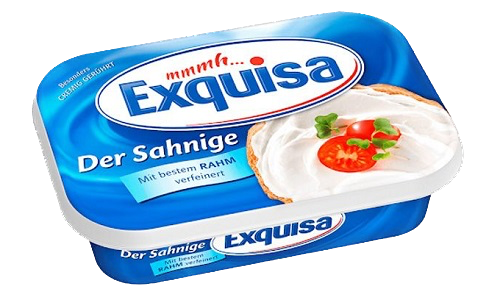 Besonders
CREMIG GERÜHRT
mmmh...
Exquisa
Der Sahnige
Mit bestem RAHM
verfeinert
Der Sahnige
Mit bestem
RAHM verfeinert
Exquisa